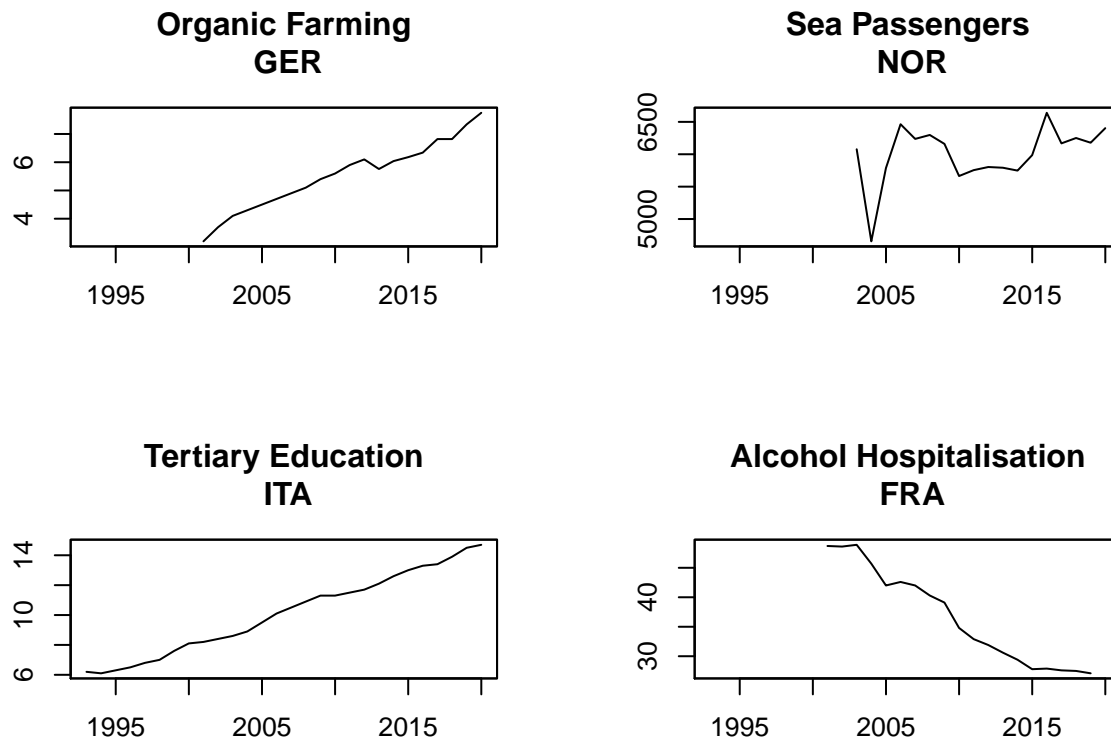 Organic Farming
GER
6
4
1995 2005 2015
Sea Passengers
NOR
6500
5000
1995 2005 2015
Tertiary Education
ITA
14
10
6
1995 2005 2015
Alcohol Hospitalisation
FRA
40
30
1995 2005 2015